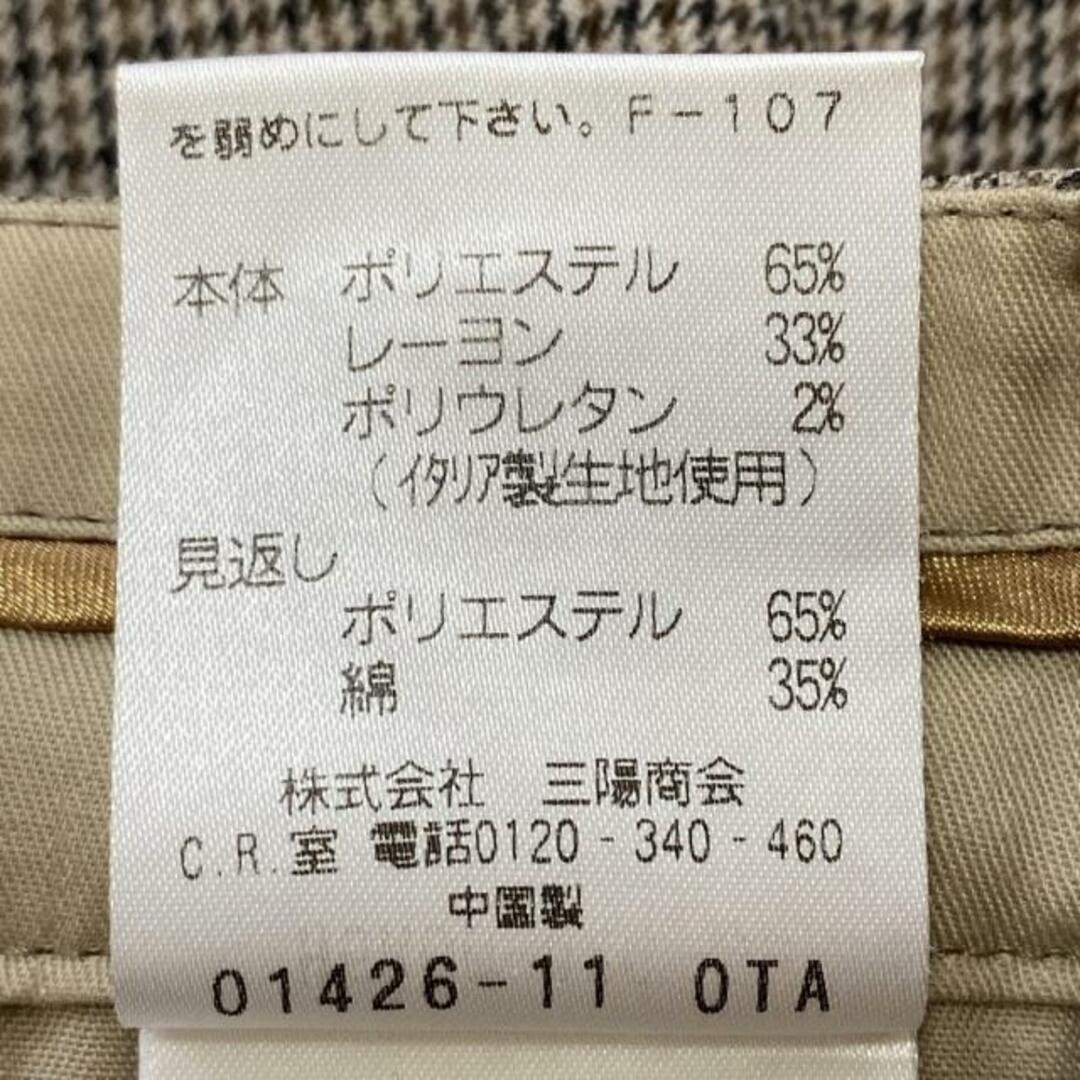 を弱めにして下さい。F-107
本体 ポリエステル 65%
レーヨン 33%
ポリウレタン 2%
(イタリア製生地使用)
見返し
ポリエステル 65%
綿 35%
株式会社 三陽商会
C.R.室 電話0120-340-460
中国製
01426-11 OTA